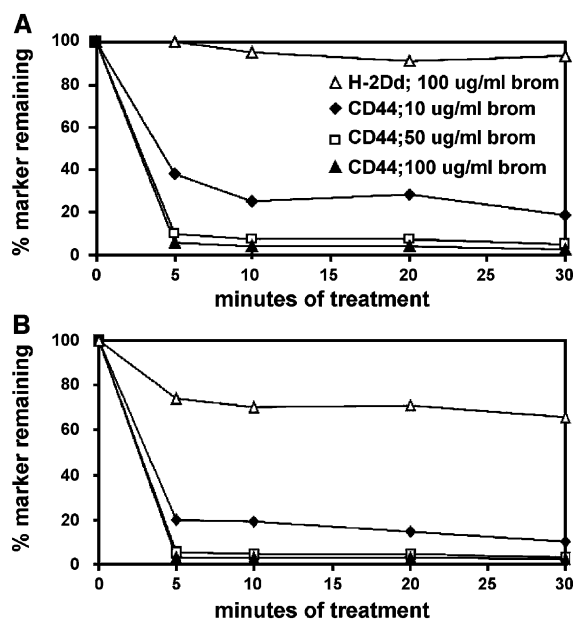 A
% marker remaining
100
80
60
40
20
0
H-2Dd; 100 ug/ml brom
CD44;10 ug/ml brom
CD44;50 ug/ml brom
CD44;100 ug/ml brom
0 5 10 15 20 25 30
minutes of treatment
B
% marker remaining
100
80
60
40
20
0
0 5 10 15 20 25 30
minutes of treatment